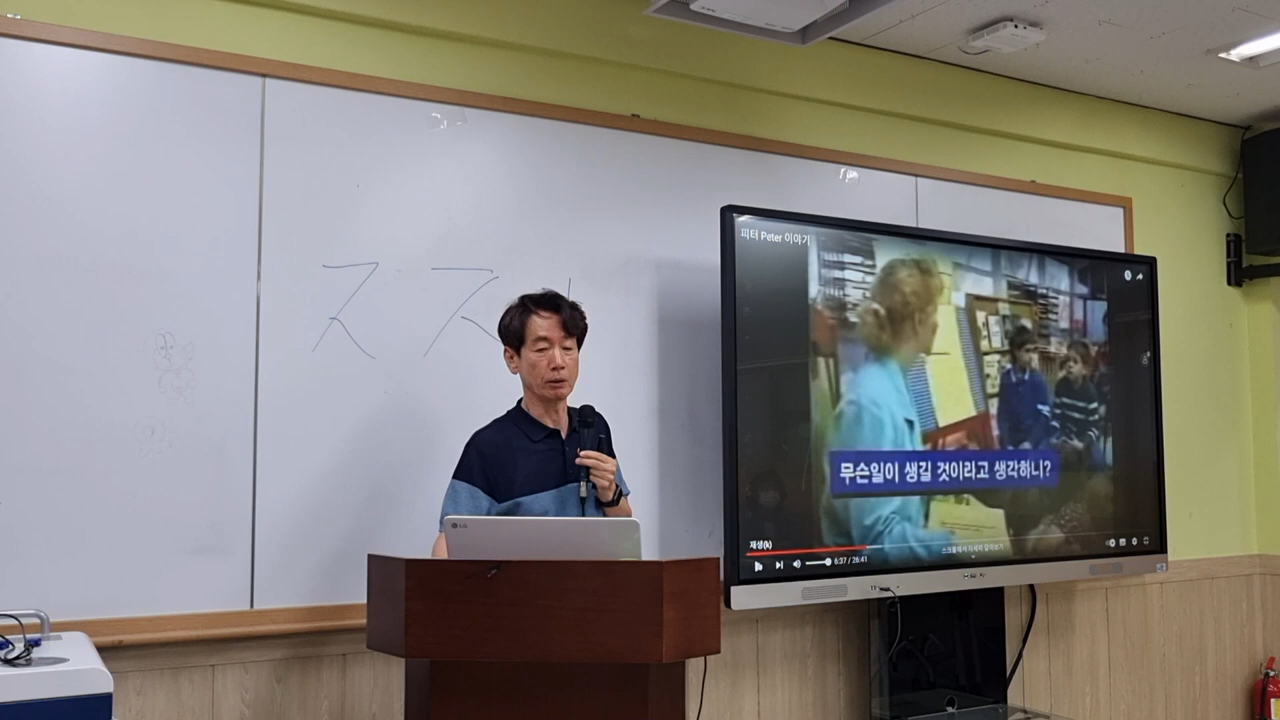 ㅈ ㅈ
피터 Peter 이야기
무슨일이 생길 것이라고 생각하니?
재생(k)
스크롤해서 자세히 알아보기
6:37 / 26:41
LG